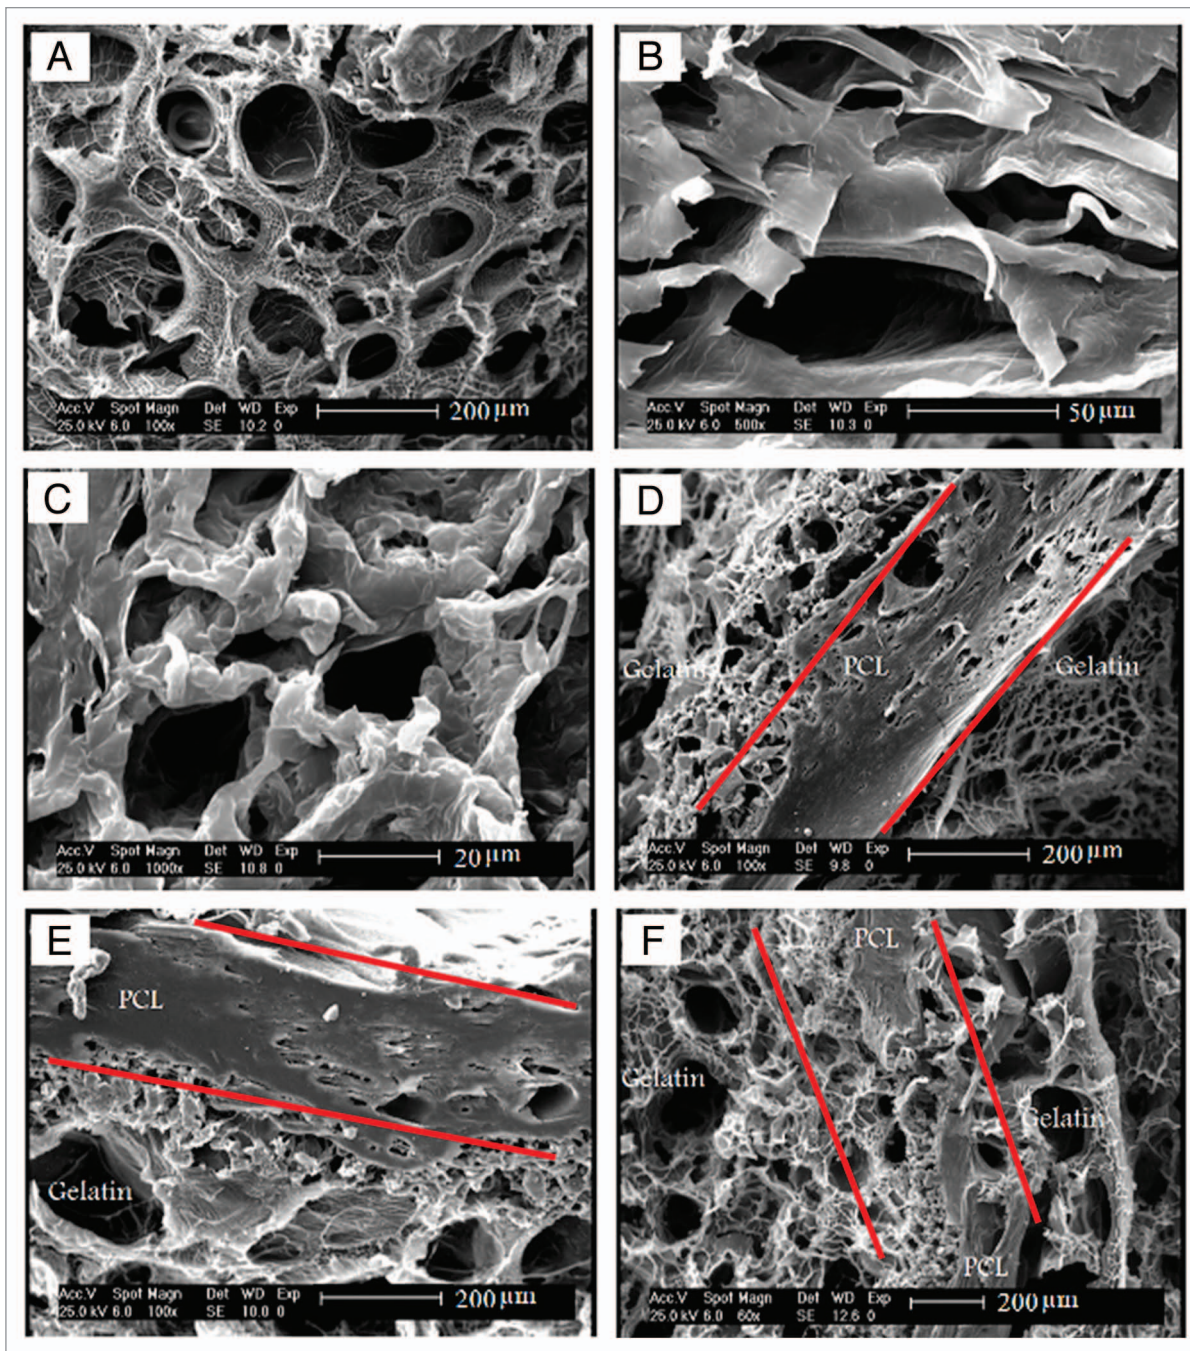 A
Acc.V Spot Magn Det WD Exp
25.0 kV 6.0 100x SE 10.2 0
200 μm
B
Acc.V Spot Magn Det WD Exp
25.0 kV 6.0 500x SE 10.3 0
50 μm
C
Acc.V Spot Magn Det WD Exp
25.0 kV 6.0 1000x SE 10.8 0
20 μm
D
Gelatin
PCL
Gelatin
Acc.V Spot Magn Det WD Exp
25.0 kV 6.0 100x SE 9.8 0
200 μm
E
PCL
Gelatin
Acc.V Spot Magn Det WD Exp
25.0 kV 6.0 100x SE 10.0 0
200 μm
F
PCL
Gelatin
Gelatin
PCL
Acc.V Spot Magn Det WD Exp
25.0 kV 6.0 60x SE 12.6 0
200 μm